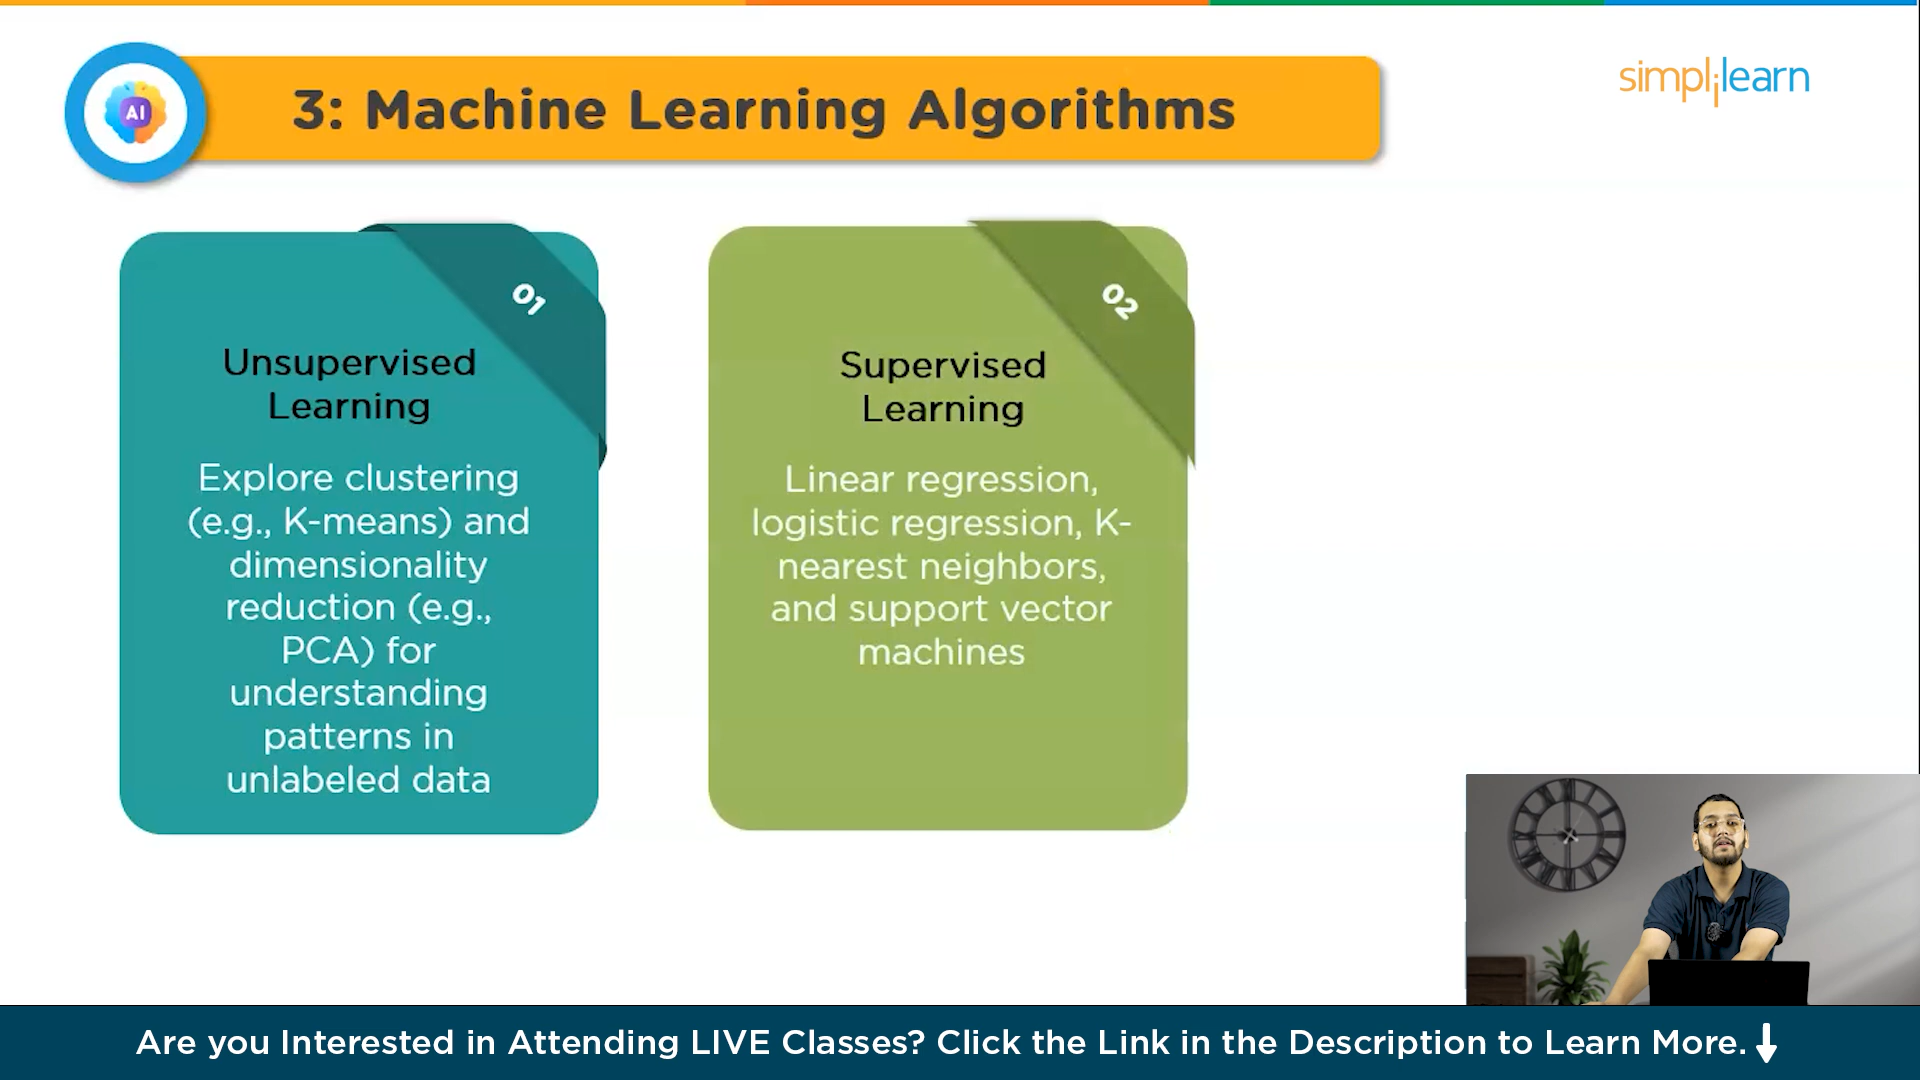 AI
3: Machine Learning Algorithms
simplilearn
01
Unsupervised
Learning
Explore clustering
(e.g., K-means) and
dimensionality
reduction (e.g.,
PCA) for
understanding
patterns in
unlabeled data
02
Supervised
Learning
Linear regression,
logistic regression, K-
nearest neighbors,
and support vector
machines
Are you Interested in Attending LIVE Classes? Click the Link in the Description to Learn More.